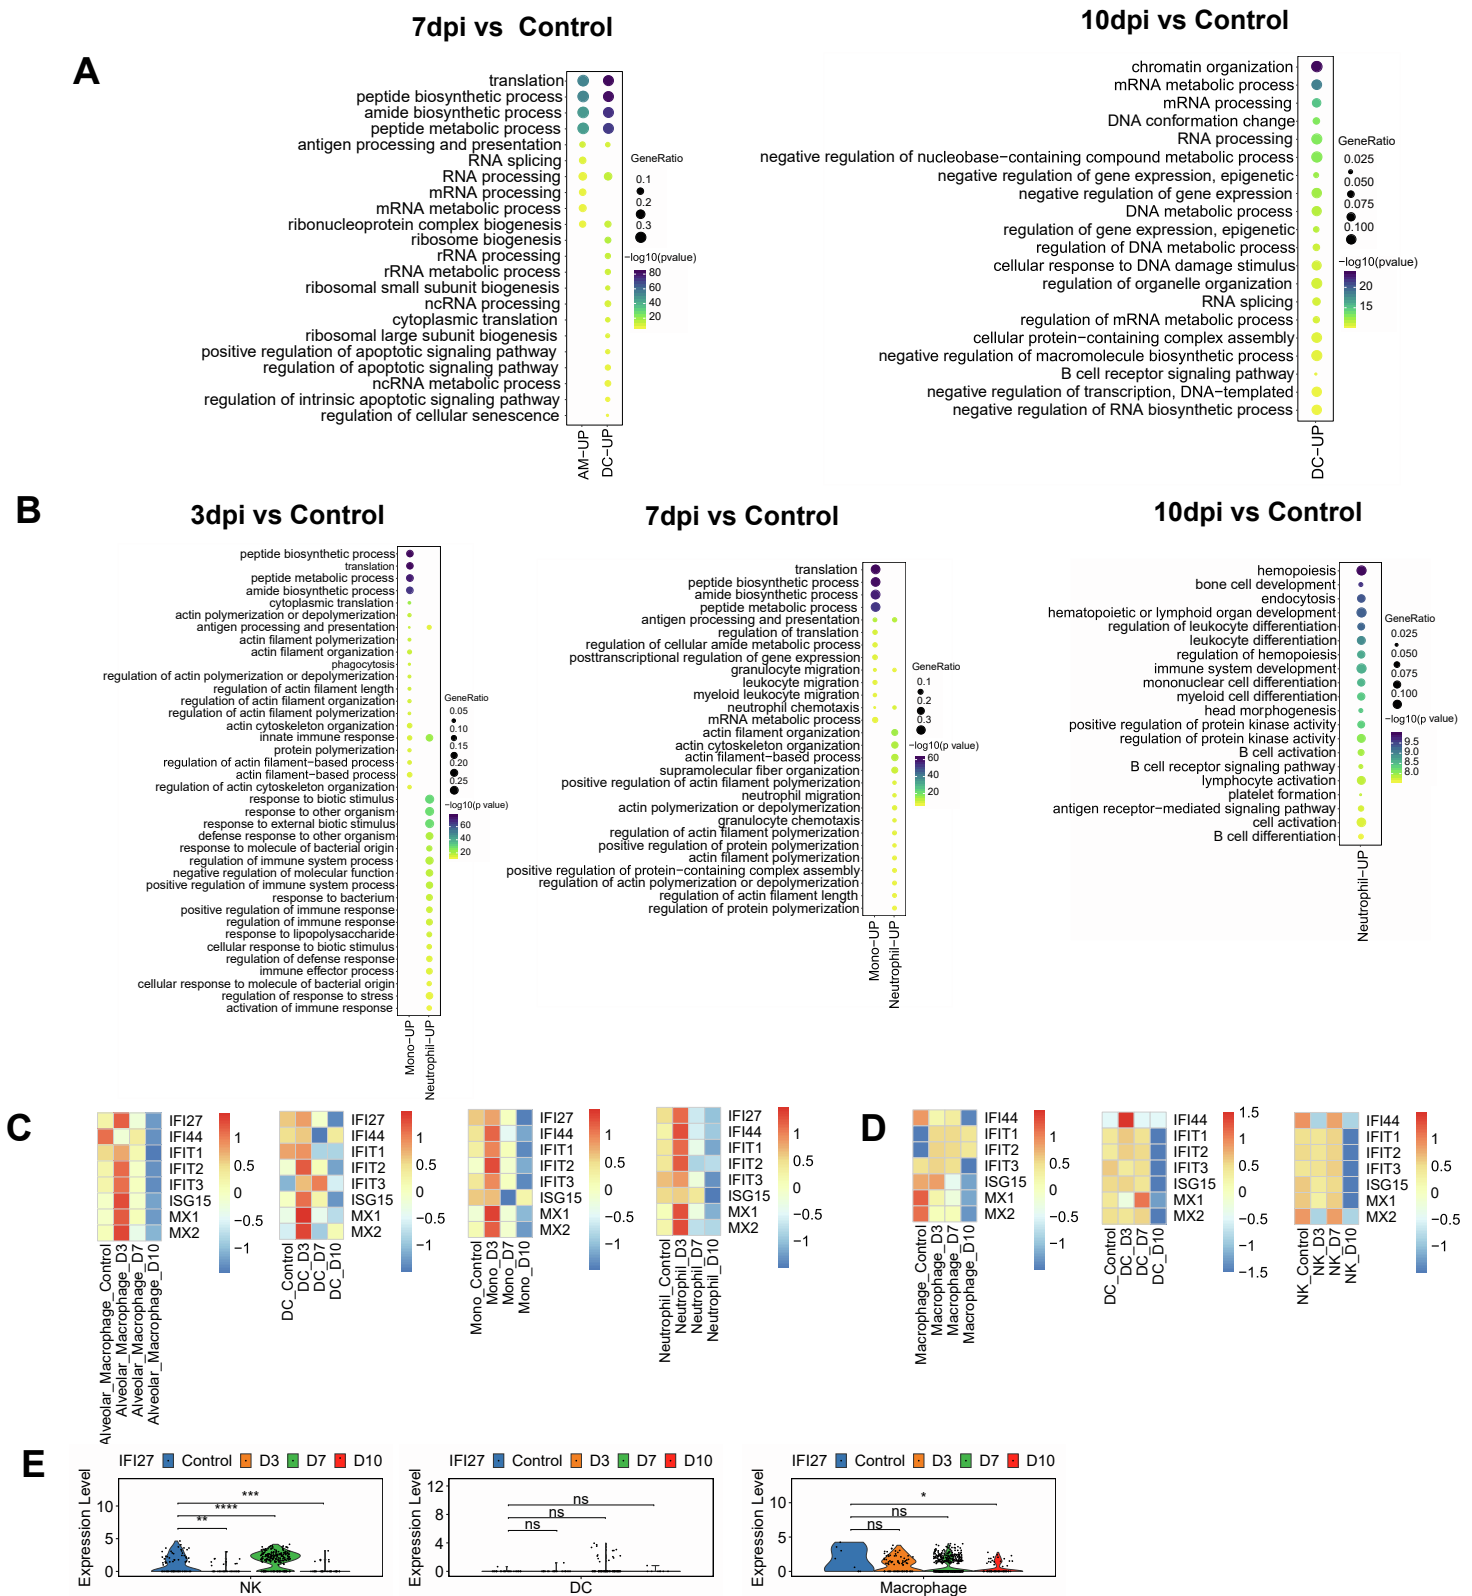 7dpi vs Control
10dpi vs Control
A
translation
peptide biosynthetic process
amide biosynthetic process
peptide metabolic process
antigen processing and presentation
RNA splicing
RNA processing
mRNA processing
mRNA metabolic process
ribonucleoprotein complex biogenesis
ribosome biogenesis
rRNA processing
rRNA metabolic process
ribosomal small subunit biogenesis
ncRNA processing
cytoplasmic translation
ribosomal large subunit biogenesis
positive regulation of apoptotic signaling pathway
regulation of apoptotic signaling pathway
ncRNA metabolic process
regulation of intrinsic apoptotic signaling pathway
regulation of cellular senescence
AM−UP
DC−UP
GeneRatio
0.1
0.2
0.3
−log10(pvalue)
80
60
40
20
chromatin organization
mRNA metabolic process
mRNA processing
DNA conformation change
RNA processing
negative regulation of nucleobase−containing compound metabolic process
negative regulation of gene expression, epigenetic
negative regulation of gene expression
DNA metabolic process
regulation of gene expression, epigenetic
regulation of DNA metabolic process
cellular response to DNA damage stimulus
regulation of organelle organization
RNA splicing
regulation of mRNA metabolic process
cellular protein−containing complex assembly
negative regulation of macromolecule biosynthetic process
B cell receptor signaling pathway
negative regulation of transcription, DNA−templated
negative regulation of RNA biosynthetic process
DC−UP
GeneRatio
0.025
0.050
0.075
0.100
−log10(pvalue)
20
15
B
3dpi vs Control
7dpi vs Control
10dpi vs Control
peptide biosynthetic process
translation
peptide metabolic process
amide biosynthetic process
cytoplasmic translation
actin polymerization or depolymerization
antigen processing and presentation
actin filament polymerization
actin filament organization
phagocytosis
regulation of actin polymerization or depolymerization
regulation of actin filament length
regulation of actin filament organization
regulation of actin filament polymerization
actin cytoskeleton organization
innate immune response
protein polymerization
regulation of actin filament−based process
actin filament−based process
regulation of actin cytoskeleton organization
response to biotic stimulus
response to other organism
response to external biotic stimulus
defense response to other organism
response to molecule of bacterial origin
regulation of immune system process
negative regulation of molecular function
positive regulation of immune system process
response to bacterium
positive regulation of immune response
regulation of immune response
response to lipopolysaccharide
cellular response to biotic stimulus
regulation of defense response
immune effector process
cellular response to molecule of bacterial origin
regulation of response to stress
activation of immune response
Mono−UP
Neutrophil−UP
GeneRatio
0.05
0.10
0.15
0.20
0.25
−log10(p value)
60
40
20
translation
peptide biosynthetic process
amide biosynthetic process
peptide metabolic process
antigen processing and presentation
regulation of translation
regulation of cellular amide metabolic process
posttranscriptional regulation of gene expression
granulocyte migration
leukocyte migration
myeloid leukocyte migration
neutrophil chemotaxis
mRNA metabolic process
actin filament organization
actin cytoskeleton organization
actin filament−based process
supramolecular fiber organization
positive regulation of actin filament polymerization
neutrophil migration
actin polymerization or depolymerization
granulocyte chemotaxis
regulation of actin filament polymerization
positive regulation of protein polymerization
actin filament polymerization
positive regulation of protein−containing complex assembly
regulation of actin polymerization or depolymerization
regulation of actin filament length
regulation of protein polymerization
Mono−UP
Neutrophil−UP
GeneRatio
0.1
0.2
0.3
−log10(p value)
60
40
20
hemopoiesis
bone cell development
endocytosis
hematopoietic or lymphoid organ development
regulation of leukocyte differentiation
leukocyte differentiation
regulation of hemopoiesis
immune system development
mononuclear cell differentiation
myeloid cell differentiation
head morphogenesis
positive regulation of protein kinase activity
regulation of protein kinase activity
B cell activation
B cell receptor signaling pathway
lymphocyte activation
platelet formation
antigen receptor−mediated signaling pathway
cell activation
B cell differentiation
Neutrophil−UP
GeneRatio
0.025
0.050
0.075
0.100
−log10(p value)
9.5
9.0
8.5
8.0
C
IFI27
IFI44
IFIT1
IFIT2
IFIT3
ISG15
MX1
MX2
1
0.5
0
−0.5
−1
Alveolar_Macrophage_Control
Alveolar_Macrophage_D3
Alveolar_Macrophage_D7
Alveolar_Macrophage_D10
IFI27
IFI44
IFIT1
IFIT2
IFIT3
ISG15
MX1
MX2
1
0.5
0
−0.5
−1
DC_Control
DC_D3
DC_D7
DC_D10
IFI27
IFI44
IFIT1
IFIT2
IFIT3
ISG15
MX1
MX2
1
0.5
0
−0.5
−1
Mono_Control
Mono_D3
Mono_D7
Mono_D10
IFI27
IFI44
IFIT1
IFIT2
IFIT3
ISG15
MX1
MX2
1
0.5
0
−0.5
−1
Neutrophil_Control
Neutrophil_D3
Neutrophil_D7
Neutrophil_D10
D
IFI44
IFIT1
IFIT2
IFIT3
ISG15
MX1
MX2
1
0.5
0
−0.5
−1
Macrophage_Control
Macrophage_D3
Macrophage_D7
Macrophage_D10
IFI44
IFIT1
IFIT2
IFIT3
ISG15
MX1
MX2
1.5
1
0.5
0
−0.5
−1
−1.5
DC_Control
DC_D3
DC_D7
DC_D10
IFI44
IFIT1
IFIT2
IFIT3
ISG15
MX1
MX2
1
0.5
0
−0.5
−1
NK_Control
NK_D3
NK_D7
NK_D10
E
IFI27 Control D3 D7 D10
Expression Level
10
5
0
***
****
**
NK
IFI27 Control D3 D7 D10
Expression Level
12
8
4
0
ns
ns
ns
DC
IFI27 Control D3 D7 D10
Expression Level
10
5
0
*
ns
ns
Macrophage